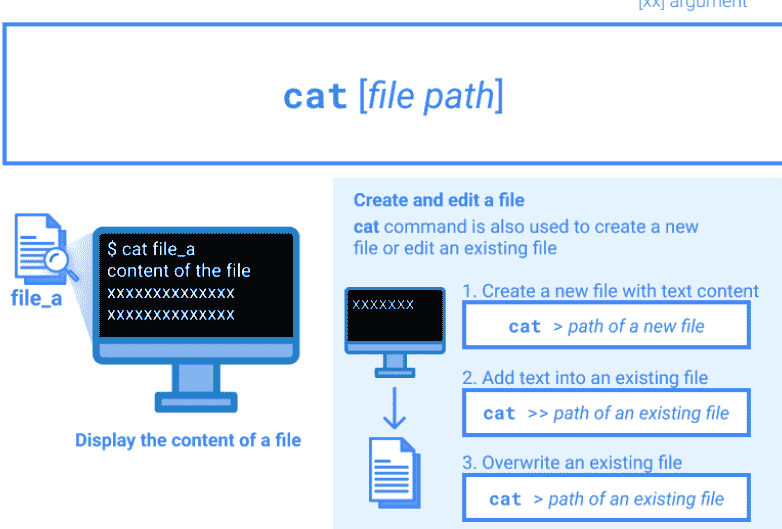 [xx] argument
cat [file path]
$ cat file_a
content of the file
xxxxxxxxxxxxxx
xxxxxxxxxxxxxx
file_a
Display the content of a file
Create and edit a file
cat command is also used to create a new
file or edit an existing file
xxxxxxx
1. Create a new file with text content
cat > path of a new file
2. Add text into an existing file
cat >> path of an existing file
3. Overwrite an existing file
cat > path of an existing file